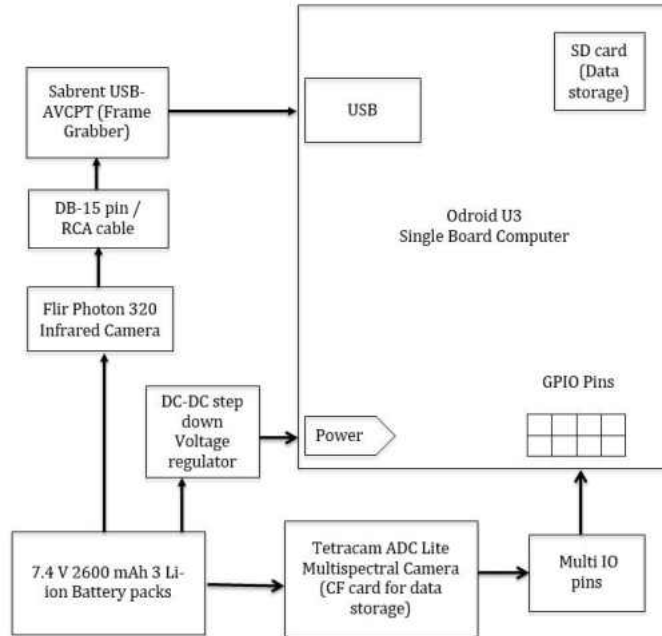 SD card
(Data
storage)
Sabrent USB-
AVCPT (Frame
Grabber)
USB
DB-15 pin /
RCA cable
Odroid U3
Single Board Computer
Flir Photon 320
Infrared Camera
GPIO Pins
DC-DC step
down
Voltage
regulator
Power
7.4 V 2600 mAh 3 Li-
ion Battery packs
Tetracam ADC Lite
Multispectral Camera
(CF card for data
storage)
Multi IO
pins